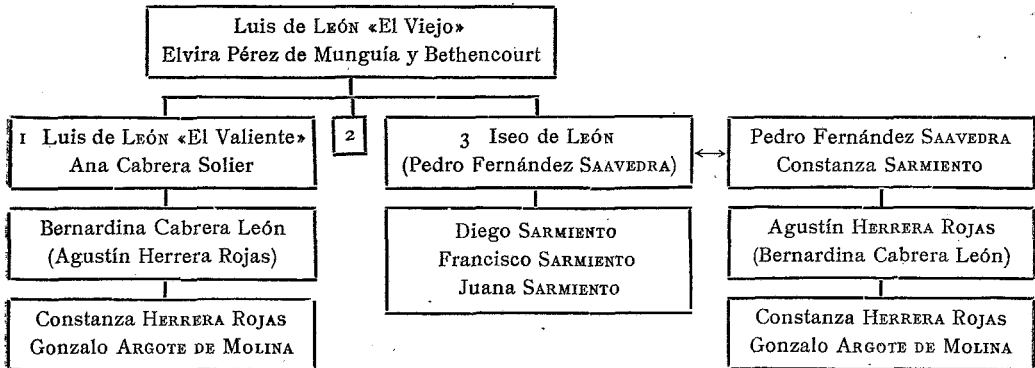 Luis de LEÓN «El Viejo»
Elvira Pérez de Munguía y Bethencourt
1 Luis de LEÓN «El Valiente»
Ana Cabrera Solier
2
3 Iseo de LEÓN
(Pedro Fernández SAAVEDRA)
↔
Pedro Fernández SAAVEDRA
Constanza SARMIENTO
Bernardina Cabrera León
(Agustín Herrera Rojas)
Diego SARMIENTO
Francisco SARMIENTO
Juana SARMIENTO
Agustín HERRERA ROJAS
(Bernardina Cabrera León)
Constanza HERRERA ROJAS
Gonzalo ARGOTE DE MOLINA
Constanza HERRERA ROJAS
Gonzalo ARGOTE DE MOLINA